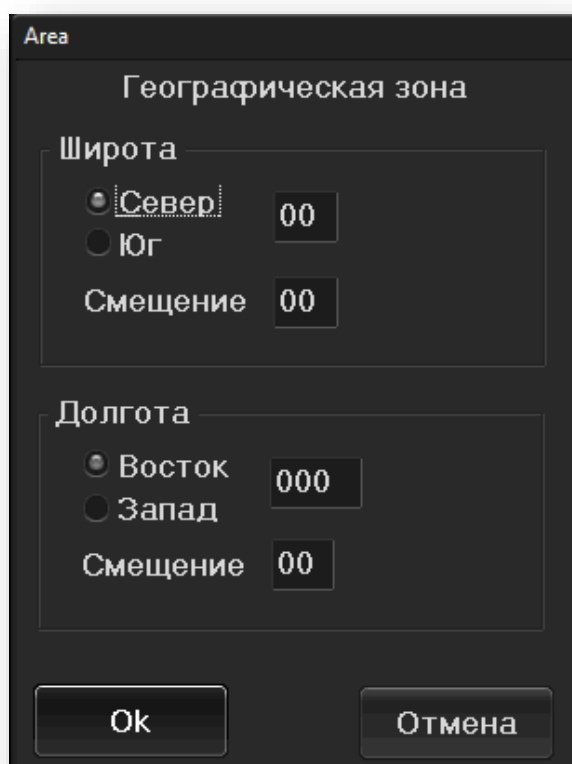 Area
Географическая зона
Широта
Север 00
Юг
Смещение 00
Долгота
Восток 000
Запад
Смещение 00
Ok Отмена